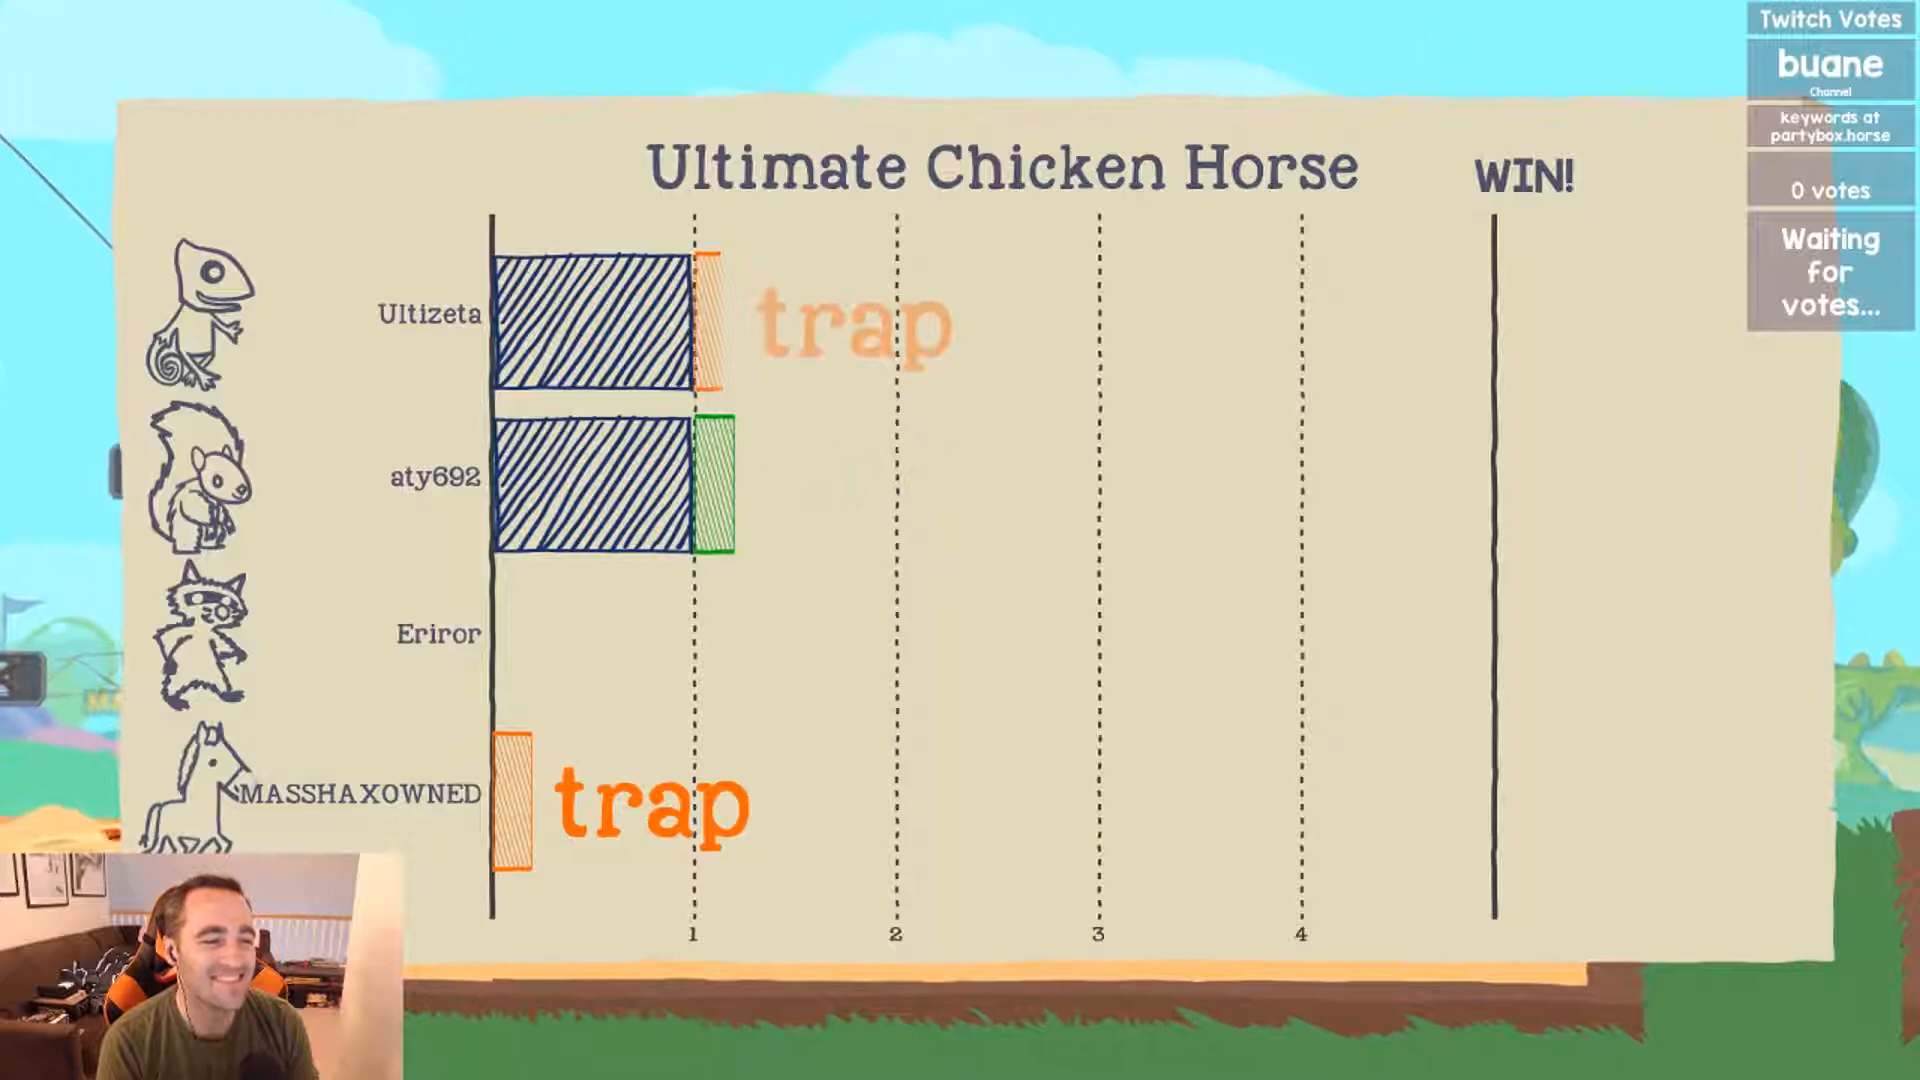 Twitch Votes
buane
Channel
keywords at
partybox.horse
0 votes
Waiting
for
votes...
Ultimate Chicken Horse
WIN!
Ultizeta
trap
aty692
Eriror
MASSHAXOWNED
trap
1
2
3
4